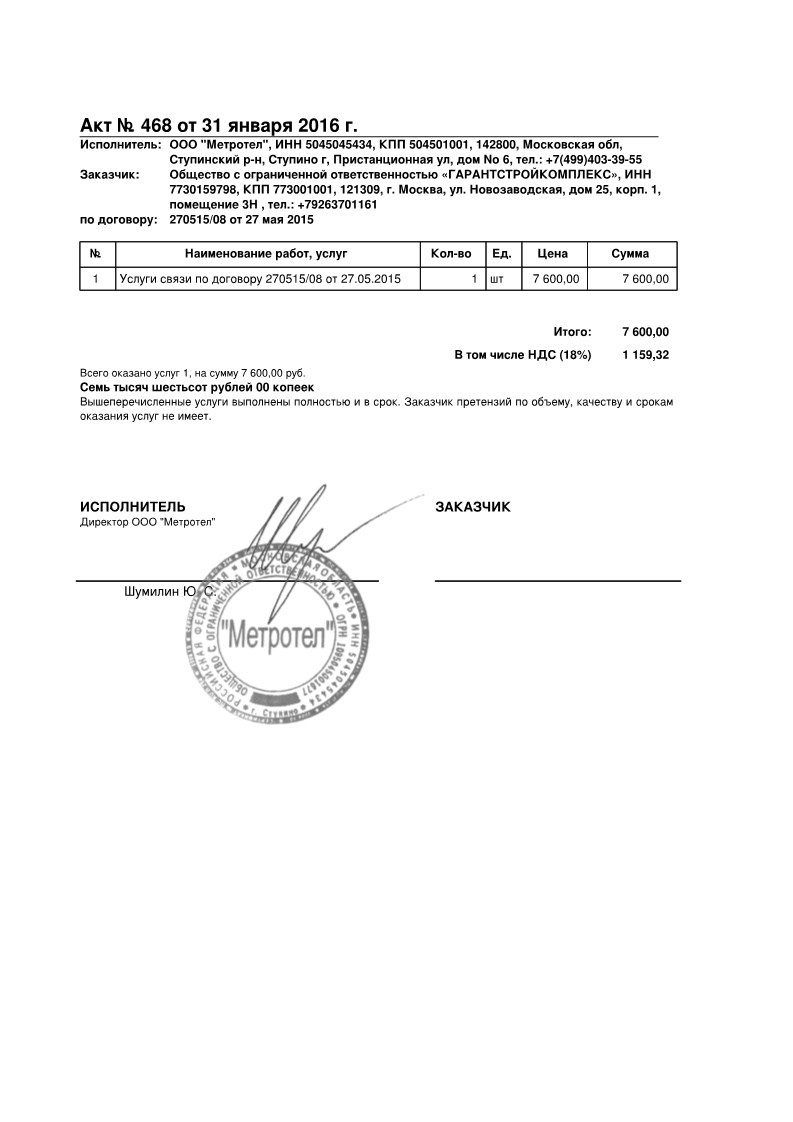 Акт № 468 от 31 января 2016 г.
Исполнитель: ООО "Метротел", ИНН 5045045434, КПП 504501001, 142800, Московская обл,
Ступинский р-н, Ступино г, Пристанционная ул, дом No 6, тел.: +7(499)403-39-55
Заказчик: Общество с ограниченной ответственностью «ГАРАНТСТРОЙКОМПЛЕКС», ИНН
7730159798, КПП 773001001, 121309, г. Москва, ул. Новозаводская, дом 25, корп. 1,
помещение 3Н , тел.: +79263701161
по договору: 270515/08 от 27 мая 2015
№ Наименование работ, услуг Кол-во Ед. Цена Сумма
1 Услуги связи по договору 270515/08 от 27.05.2015 1 шт 7 600,00 7 600,00
Итого: 7 600,00
В том числе НДС (18%) 1 159,32
Всего оказано услуг 1, на сумму 7 600,00 руб.
Семь тысяч шестьсот рублей 00 копеек
Вышеперечисленные услуги выполнены полностью и в срок. Заказчик претензий по объему, качеству и срокам
оказания услуг не имеет.
ИСПОЛНИТЕЛЬ ЗАКАЗЧИК
Директор ООО "Метротел"
Шумилин Ю. С.
РОССИЙСКАЯ ФЕДЕРАЦИЯ * МОСКОВСКАЯ ОБЛАСТЬ * ИНН 5045045434
ОБЩЕСТВО С ОГРАНИЧЕННОЙ ОТВЕТСТВЕННОСТЬЮ * ОГРН
"Метротел"
* г. Ступино *